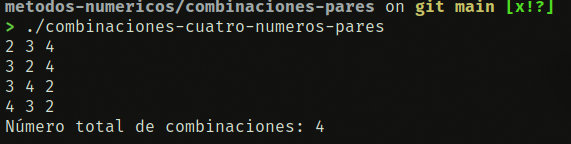 metodos-numericos/combinaciones-pares on git main [x!?]
> ./combinaciones-cuatro-numeros-pares
2 3 4
3 2 4
3 4 2
4 3 2
Número total de combinaciones: 4